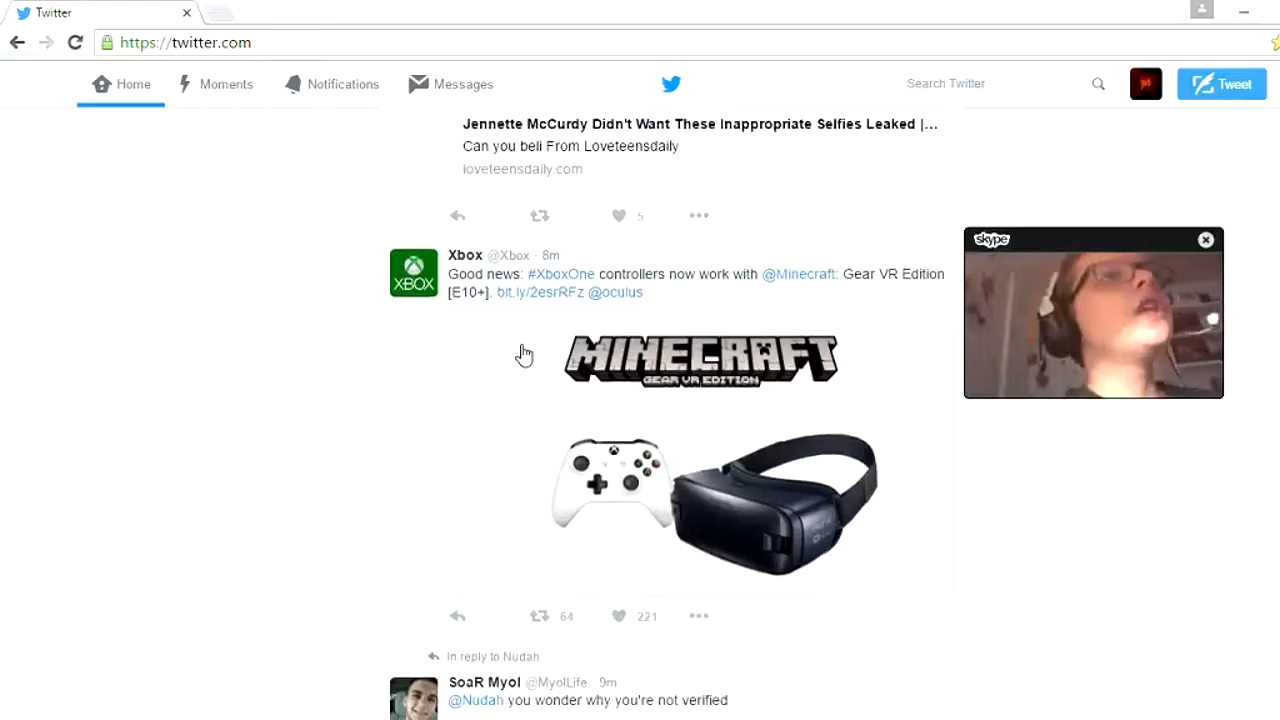 Twitter
https://twitter.com
Home
Moments
Notifications
Messages
Search Twitter
Tweet
Jennette McCurdy Didn't Want These Inappropriate Selfies Leaked |...
Can you beli From Loveteensdaily
loveteensdaily.com
5
Xbox @Xbox · 8m
Good news: #XboxOne controllers now work with @Minecraft: Gear VR Edition
[E10+]. bit.ly/2esrRFz @oculus
XBOX
skype
MINECRAFT
GEAR VR EDITION
64
221
In reply to Nudah
SoaR Myol @MyolLife 9m
@Nudah you wonder why you're not verified